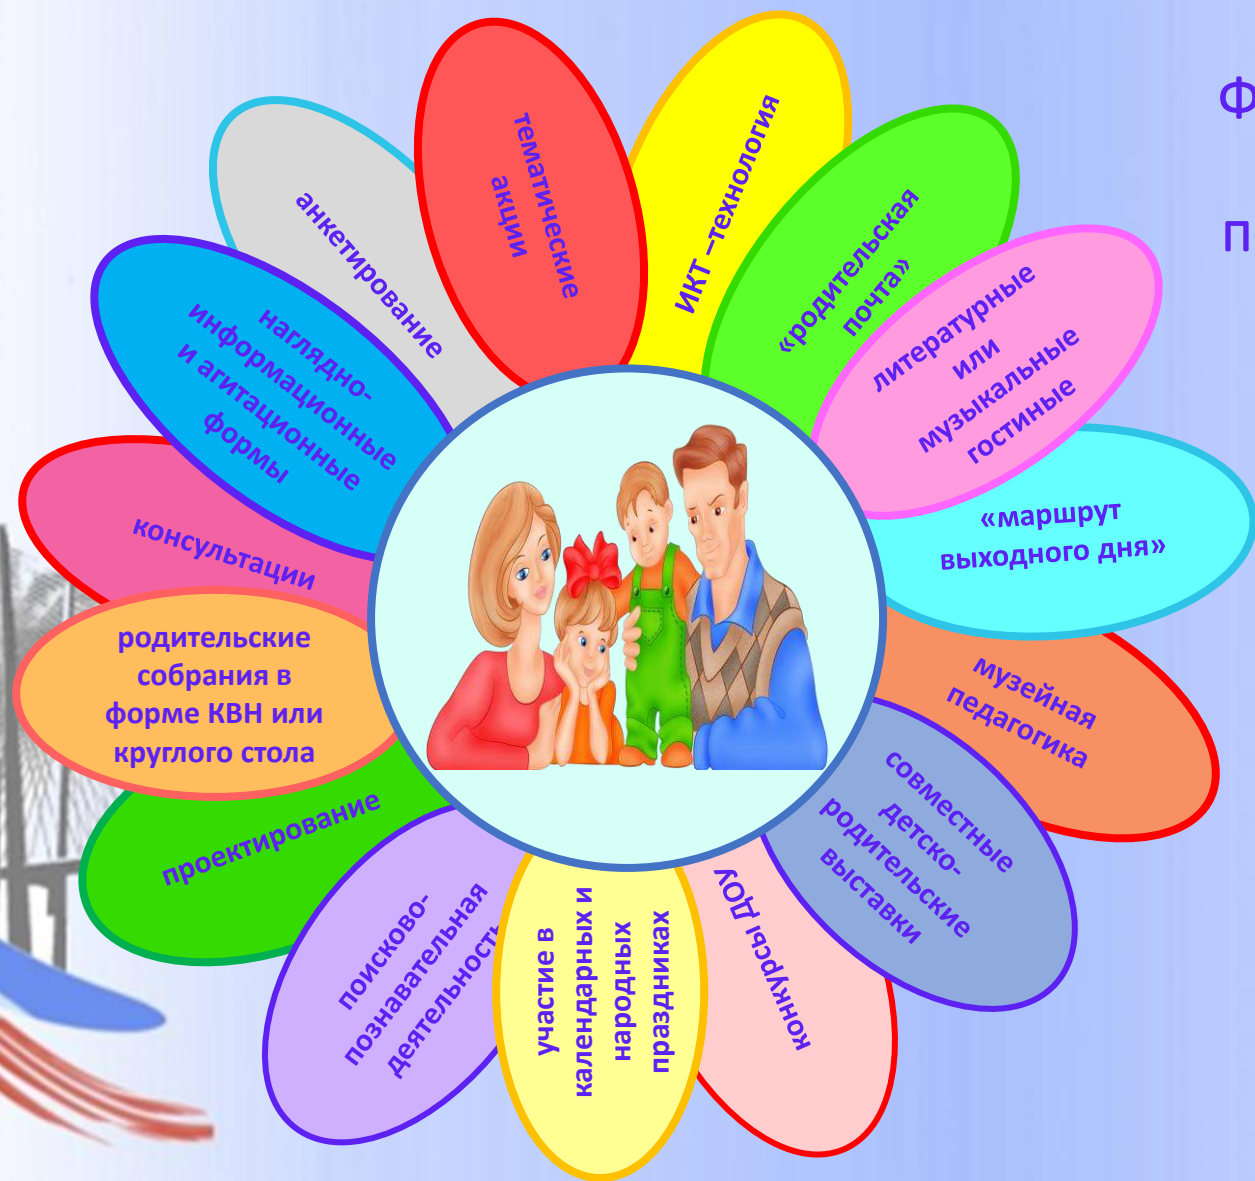 тематические
акции
ИКТ –технология
«родительская
почта»
литературные
или
музыкальные
гостиные
«маршрут
выходного дня»
музейная
педагогика
совместные
детско-
родительские
выставки
конкурсы ДОУ
участие в
календарных и
народных
праздниках
поисково-
познавательная
деятельность
проектирование
родительские
собрания в
форме КВН или
круглого стола
консультации
наглядно-
информационные
и агитационные
формы
анкетирование